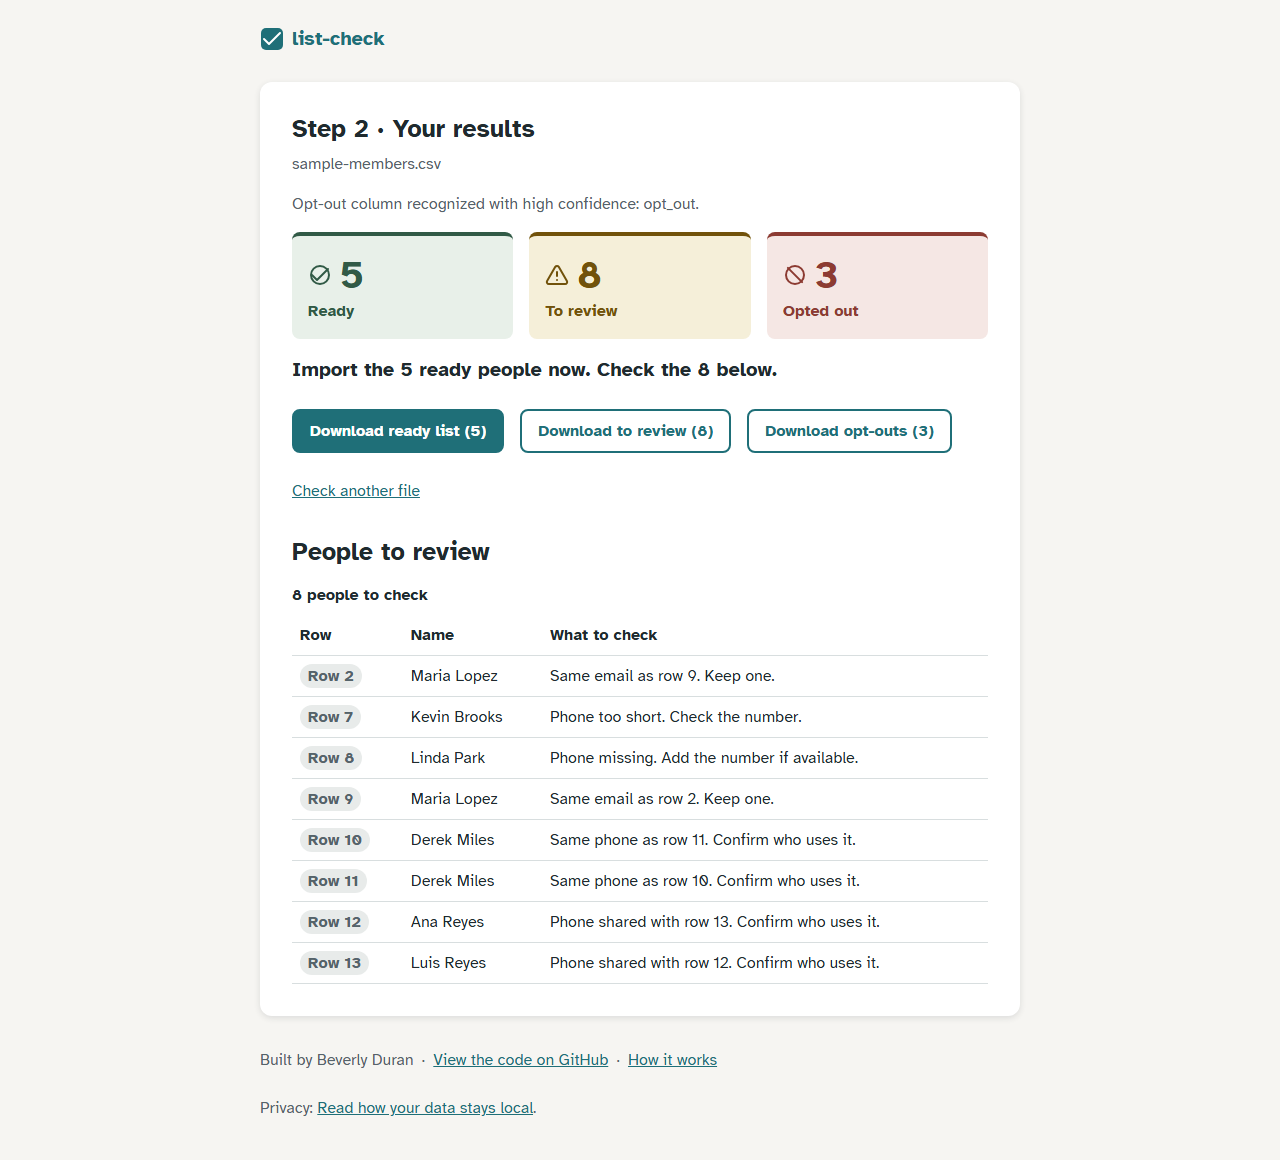 list-check
Step 2 · Your results
sample-members.csv
Opt-out column recognized with high confidence: opt_out.
5
Ready
8
To review
3
Opted out
Import the 5 ready people now. Check the 8 below.
Download ready list (5) Download to review (8) Download opt-outs (3)
Check another file
People to review
8 people to check
Row Name What to check
Row 2 Maria Lopez Same email as row 9. Keep one.
Row 7 Kevin Brooks Phone too short. Check the number.
Row 8 Linda Park Phone missing. Add the number if available.
Row 9 Maria Lopez Same email as row 2. Keep one.
Row 10 Derek Miles Same phone as row 11. Confirm who uses it.
Row 11 Derek Miles Same phone as row 10. Confirm who uses it.
Row 12 Ana Reyes Phone shared with row 13. Confirm who uses it.
Row 13 Luis Reyes Phone shared with row 12. Confirm who uses it.
Built by Beverly Duran · View the code on GitHub · How it works
Privacy: Read how your data stays local.